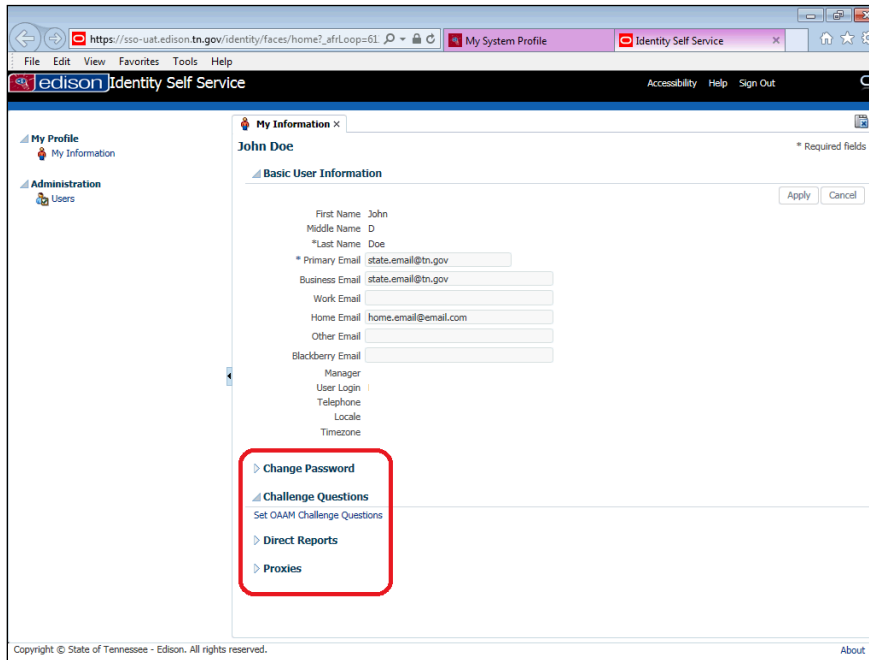 https://sso-uat.edison.tn.gov/identity/faces/home?_afrLoop=61
My System Profile
Identity Self Service
File Edit View Favorites Tools Help
edison Identity Self Service
Accessibility Help Sign Out
My Profile
My Information
Administration
Users
My Information
John Doe
* Required fields
Basic User Information
Apply Cancel
First Name John
Middle Name D
*Last Name Doe
* Primary Email state.email@tn.gov
Business Email state.email@tn.gov
Work Email
Home Email home.email@email.com
Other Email
Blackberry Email
Manager
User Login
Telephone
Locale
Timezone
Change Password
Challenge Questions
Set OAAM Challenge Questions
Direct Reports
Proxies
Copyright © State of Tennessee - Edison. All rights reserved.
About